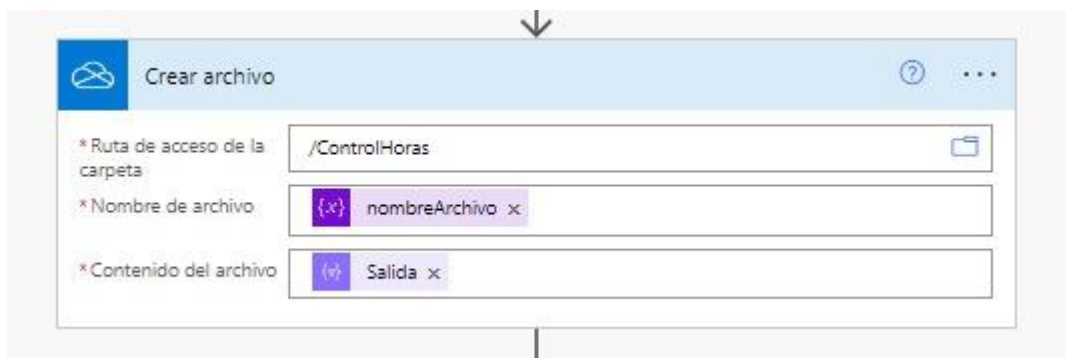 Crear archivo
*Ruta de acceso de la
carpeta
/ControlHoras
*Nombre de archivo
{x} nombreArchivo ×
*Contenido del archivo
{v} Salida ×